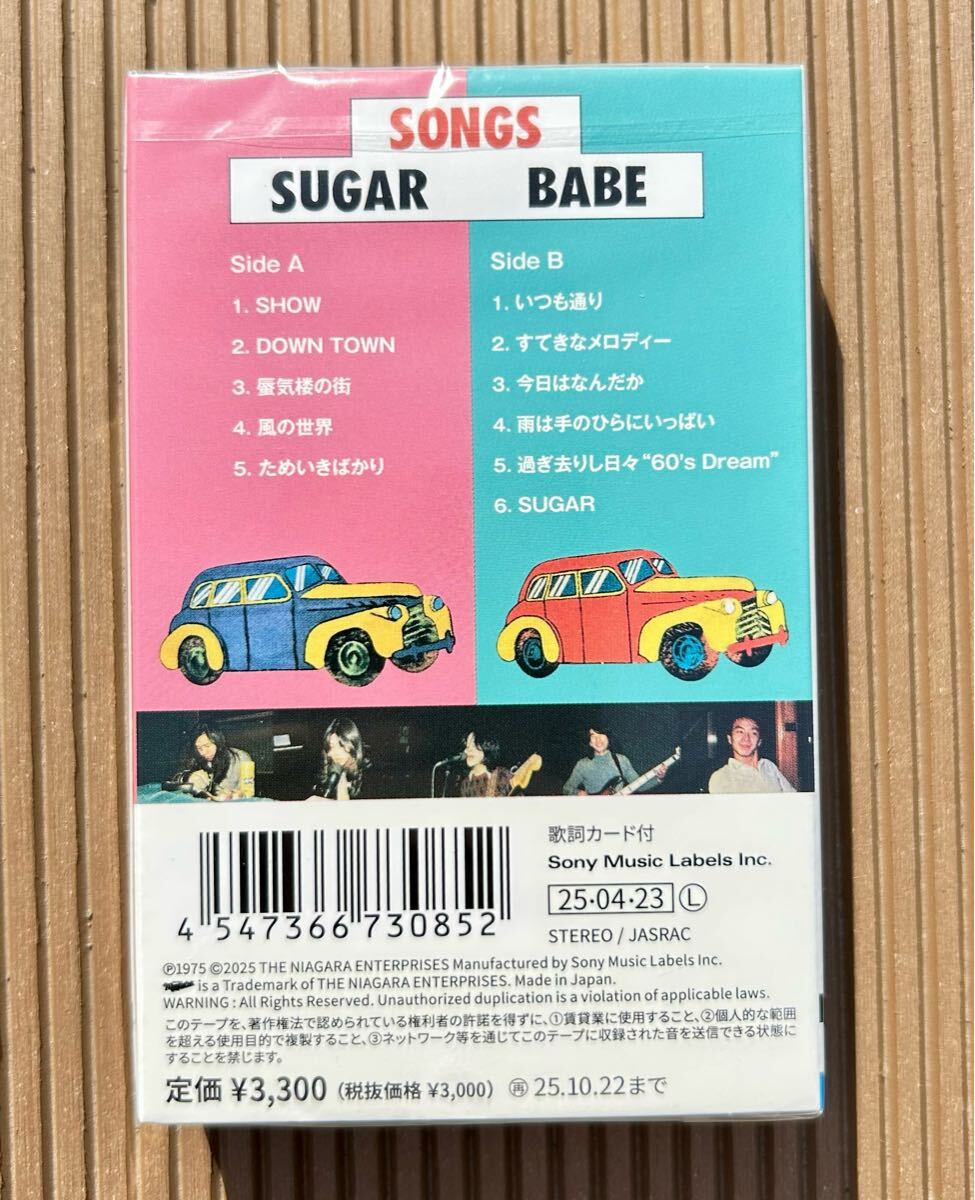 SONGS
SUGAR BABE
Side A
1. SHOW
2. DOWN TOWN
3. 蜃気楼の街
4. 風の世界
5. ためいきばかり
Side B
1. いつも通り
2. すてきなメロディー
3. 今日はなんだか
4. 雨は手のひらにいっぱい
5. 過ぎ去りし日々 “60's Dream”
6. SUGAR
4 547366 730852
歌詞カード付
Sony Music Labels Inc.
25・04・23 Ⓛ
STEREO / JASRAC
Ⓟ1975 ©2025 THE NIAGARA ENTERPRISES Manufactured by Sony Music Labels Inc.
is a Trademark of THE NIAGARA ENTERPRISES. Made in Japan.
WARNING : All Rights Reserved. Unauthorized duplication is a violation of applicable laws.
このテープを、著作権法で認められている権利者の許諾を得ずに、①賃貸業に使用すること、②個人的な範囲
を超える使用目的で複製すること、③ネットワーク等を通じてこのテープに収録された音を送信できる状態に
することを禁じます。
定価 ¥3,300 (税抜価格 ¥3,000) ㊢ 25.10.22まで